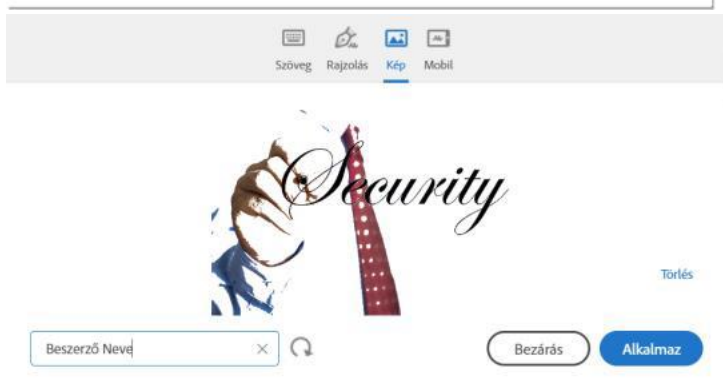 Szöveg Rajzolás Kép Mobil
Security
Törlés
Beszerző Neve
Bezárás Alkalmaz